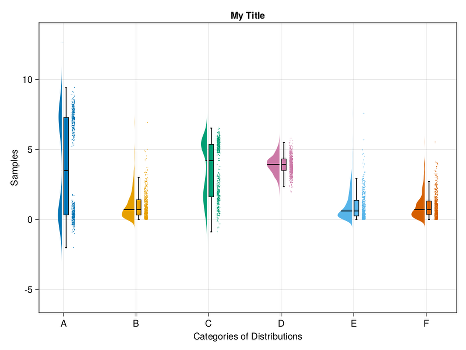 My Title
Samples
10
5
0
-5
A B C D E F
Categories of Distributions